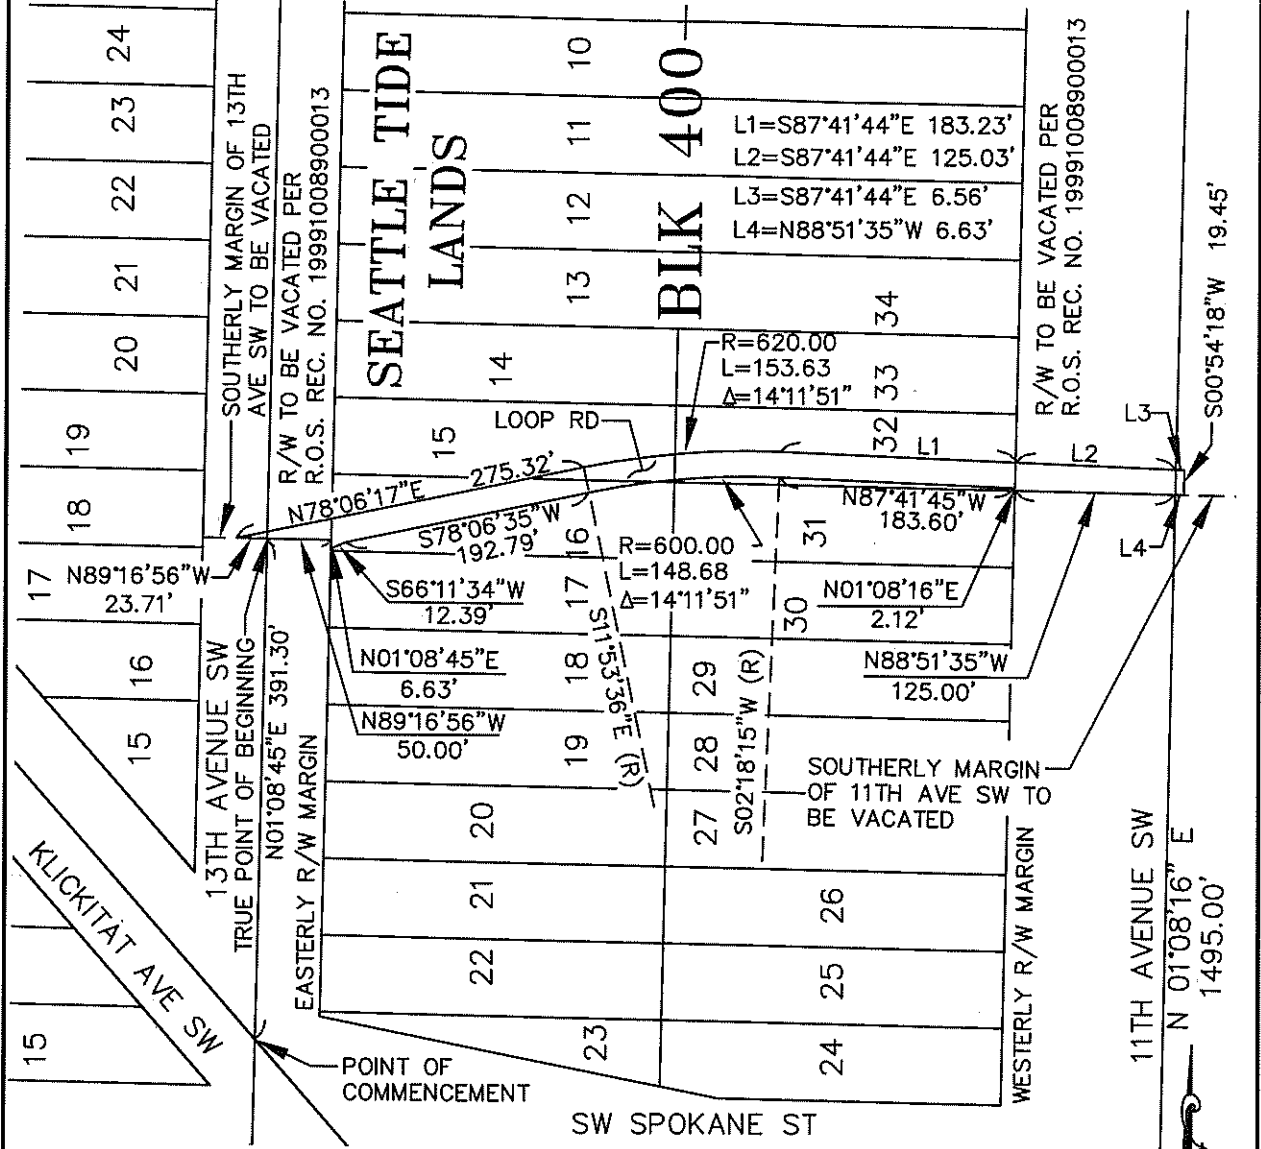 24
23
22
21
20
19
18
17
16
15
15
SOUTHERLY MARGIN OF 13TH
AVE SW TO BE VACATED
R/W TO BE VACATED PER
R.O.S. REC. NO. 19991008900013
SEATTLE TIDE
LANDS
BLK 400
10
11
12
13
14
15
L1=S87°41'44"E 183.23'
L2=S87°41'44"E 125.03'
L3=S87°41'44"E 6.56'
L4=N88°51'35"W 6.63'
R/W TO BE VACATED PER
R.O.S. REC. NO. 19991008900013
S00°54'18"W 19.45'
34
33
32
R=620.00
L=153.63
Δ=14°11'51"
LOOP RD
L1
L2
L3
L4
N78°06'17"E 275.32'
S78°06'35"W
192.79'
N87°41'45"W
183.60'
16
17
18
19
20
21
22
23
31
30
29
28
27
26
25
24
R=600.00
L=148.68
Δ=14°11'51"
N89°16'56"W
23.71'
S66°11'34"W
12.39'
N01°08'45"E
6.63'
N89°16'56"W
50.00'
N01°08'16"E
2.12'
N88°51'35"W
125.00'
S11°53'36"E (R)
S02°18'15"W (R)
SOUTHERLY MARGIN
OF 11TH AVE SW TO
BE VACATED
13TH AVENUE SW
TRUE POINT OF BEGINNING
N01°08'45"E 391.30'
EASTERLY R/W MARGIN
WESTERLY R/W MARGIN
11TH AVENUE SW
N 01°08'16" E
1495.00'
KLICKITAT AVE SW
POINT OF
COMMENCEMENT
SW SPOKANE ST